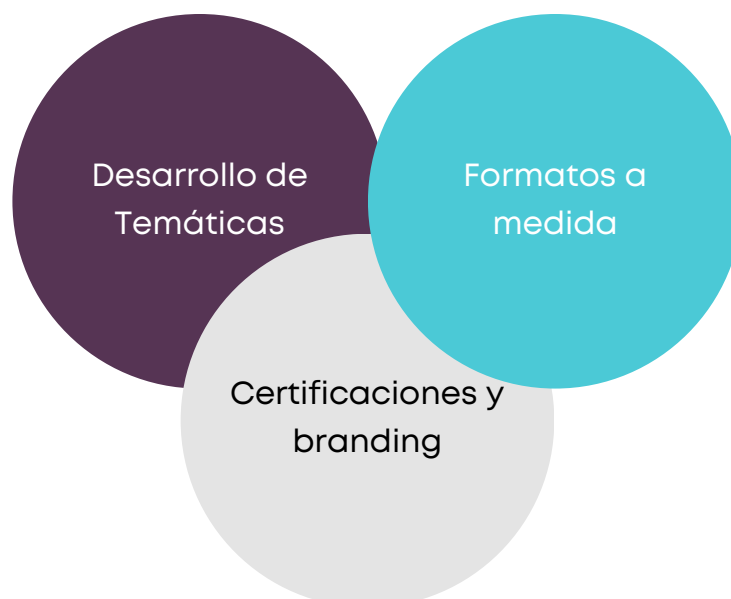 Desarrollo de
Temáticas
Formatos a
medida
Certificaciones y
branding